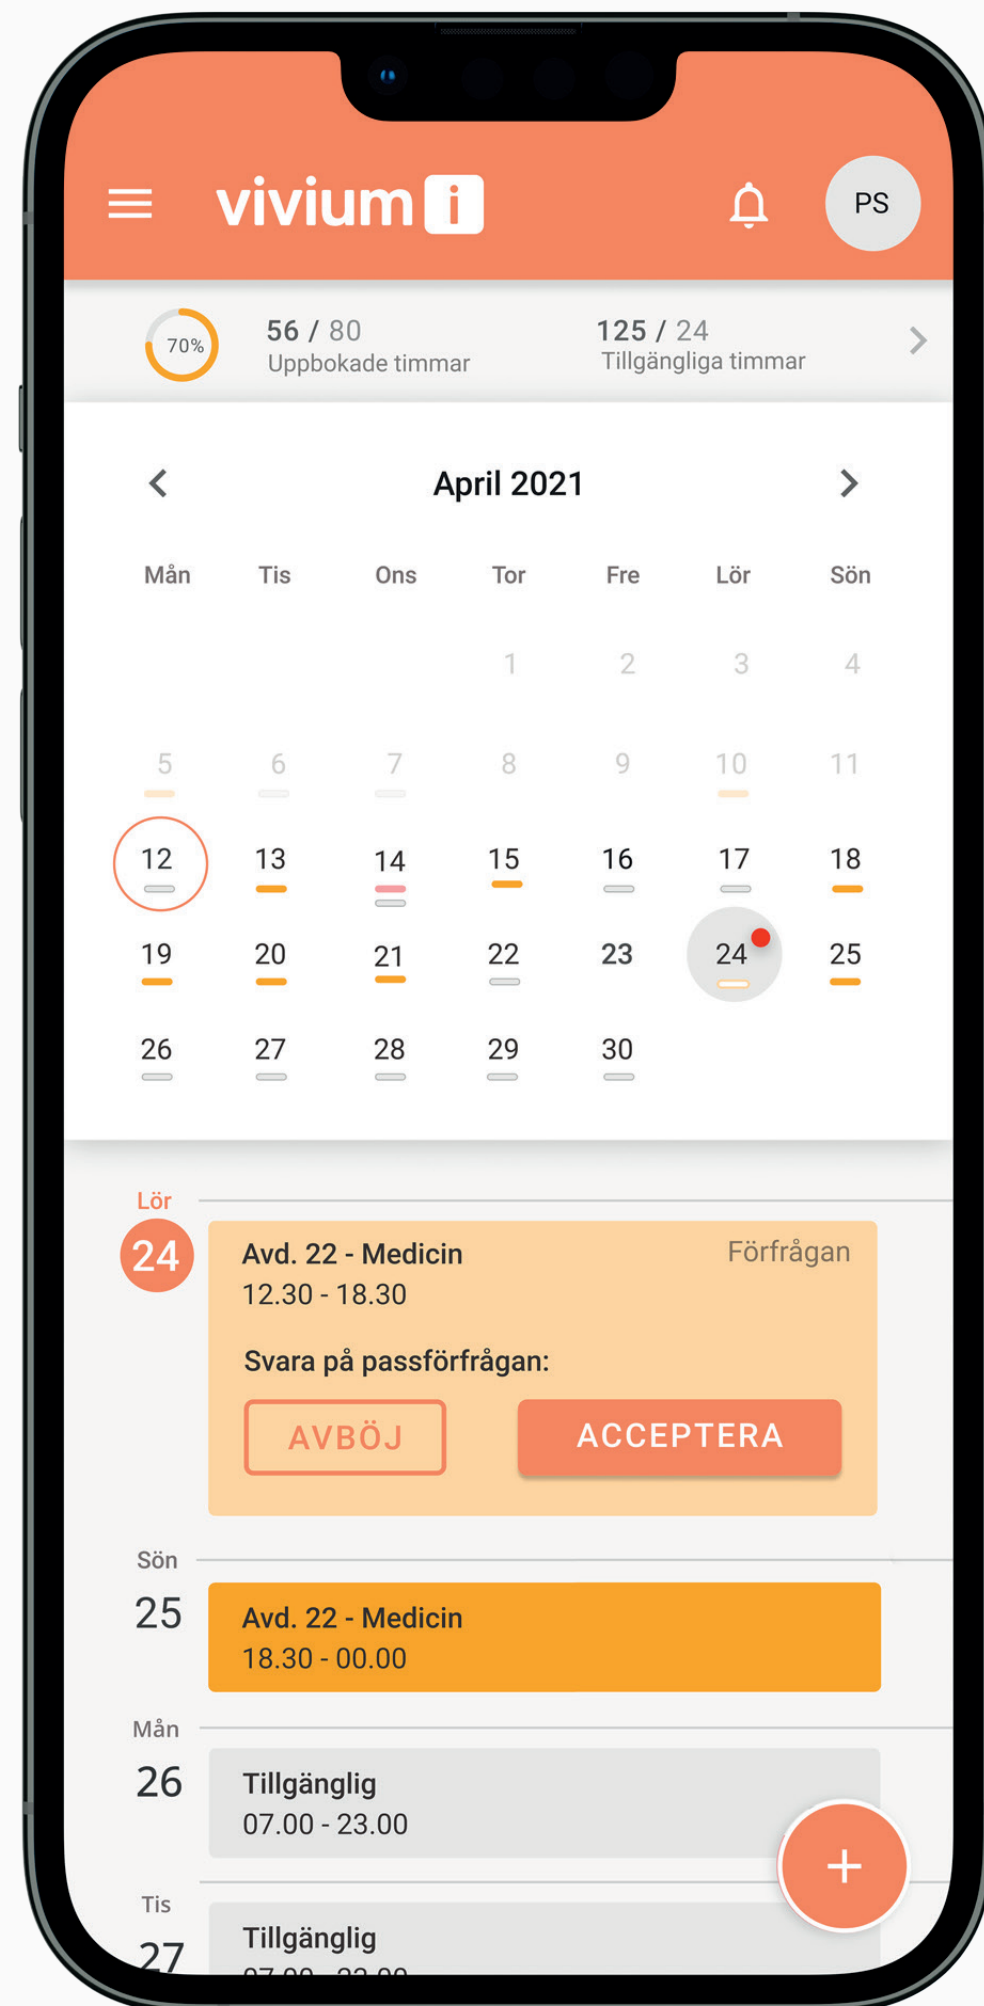 vivium i
PS
70%
56 / 80
Uppbokade timmar
125 / 24
Tillgängliga timmar
April 2021
Mån Tis Ons Tor Fre Lör Sön
1 2 3 4
5 6 7 8 9 10 11
12 13 14 15 16 17 18
19 20 21 22 23 24 25
26 27 28 29 30
Lör
24
Avd. 22 - Medicin
Förfrågan
12.30 - 18.30
Svara på passförfrågan:
AVBÖJ
ACCEPTERA
Sön
25
Avd. 22 - Medicin
18.30 - 00.00
Mån
26
Tillgänglig
07.00 - 23.00
+
Tis
27
Tillgänglig